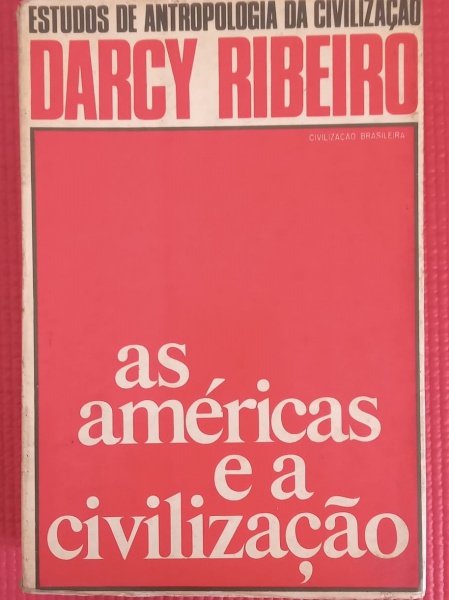 ESTUDOS DE ANTROPOLOGIA DA CIVILIZAÇÃO
DARCY RIBEIRO
CIVILIZAÇÃO BRASILEIRA
as
américas
e a
civilização